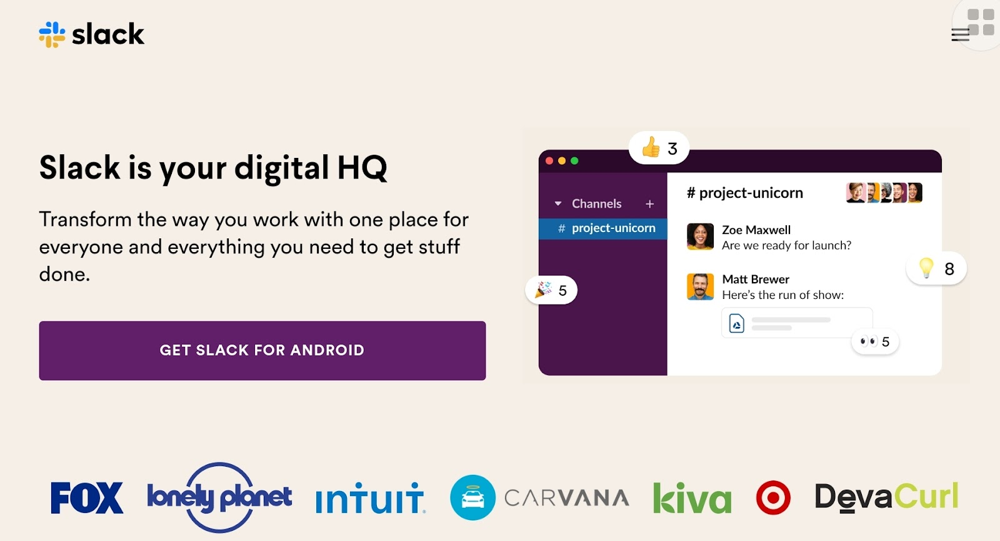 slack
Slack is your digital HQ
Transform the way you work with one place for
everyone and everything you need to get stuff
done.
GET SLACK FOR ANDROID
👍 3
Channels +
# project-unicorn
# project-unicorn
Zoe Maxwell
Are we ready for launch?
Matt Brewer
Here’s the run of show:
🎉 5
💡 8
👀 5
FOX
lonely planet
intuit®
CARVANA
kiva
DevaCurl